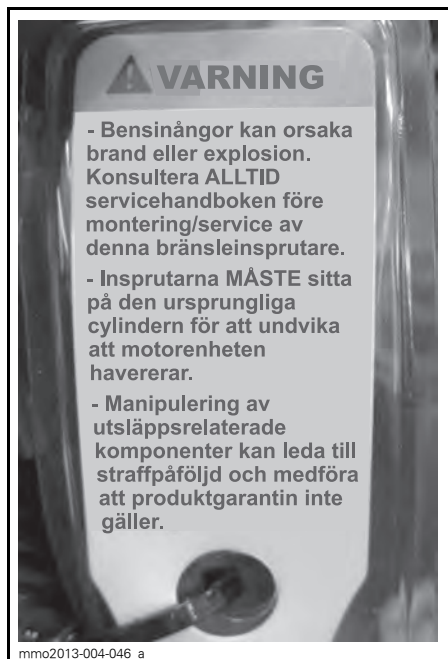 VARNING
- Bensinångor kan orsaka
brand eller explosion.
Konsultera ALLTID
servicehandboken före
montering/service av
denna bränsleinsprutare.
- Insprutarna MÅSTE sitta
på den ursprungliga
cylindern för att undvika
att motorenheten
havererar.
- Manipulering av
utsläppsrelaterade
komponenter kan leda till
straffpåföljd och medföra
att produktgarantin inte
gäller.
mmo2013-004-046_a